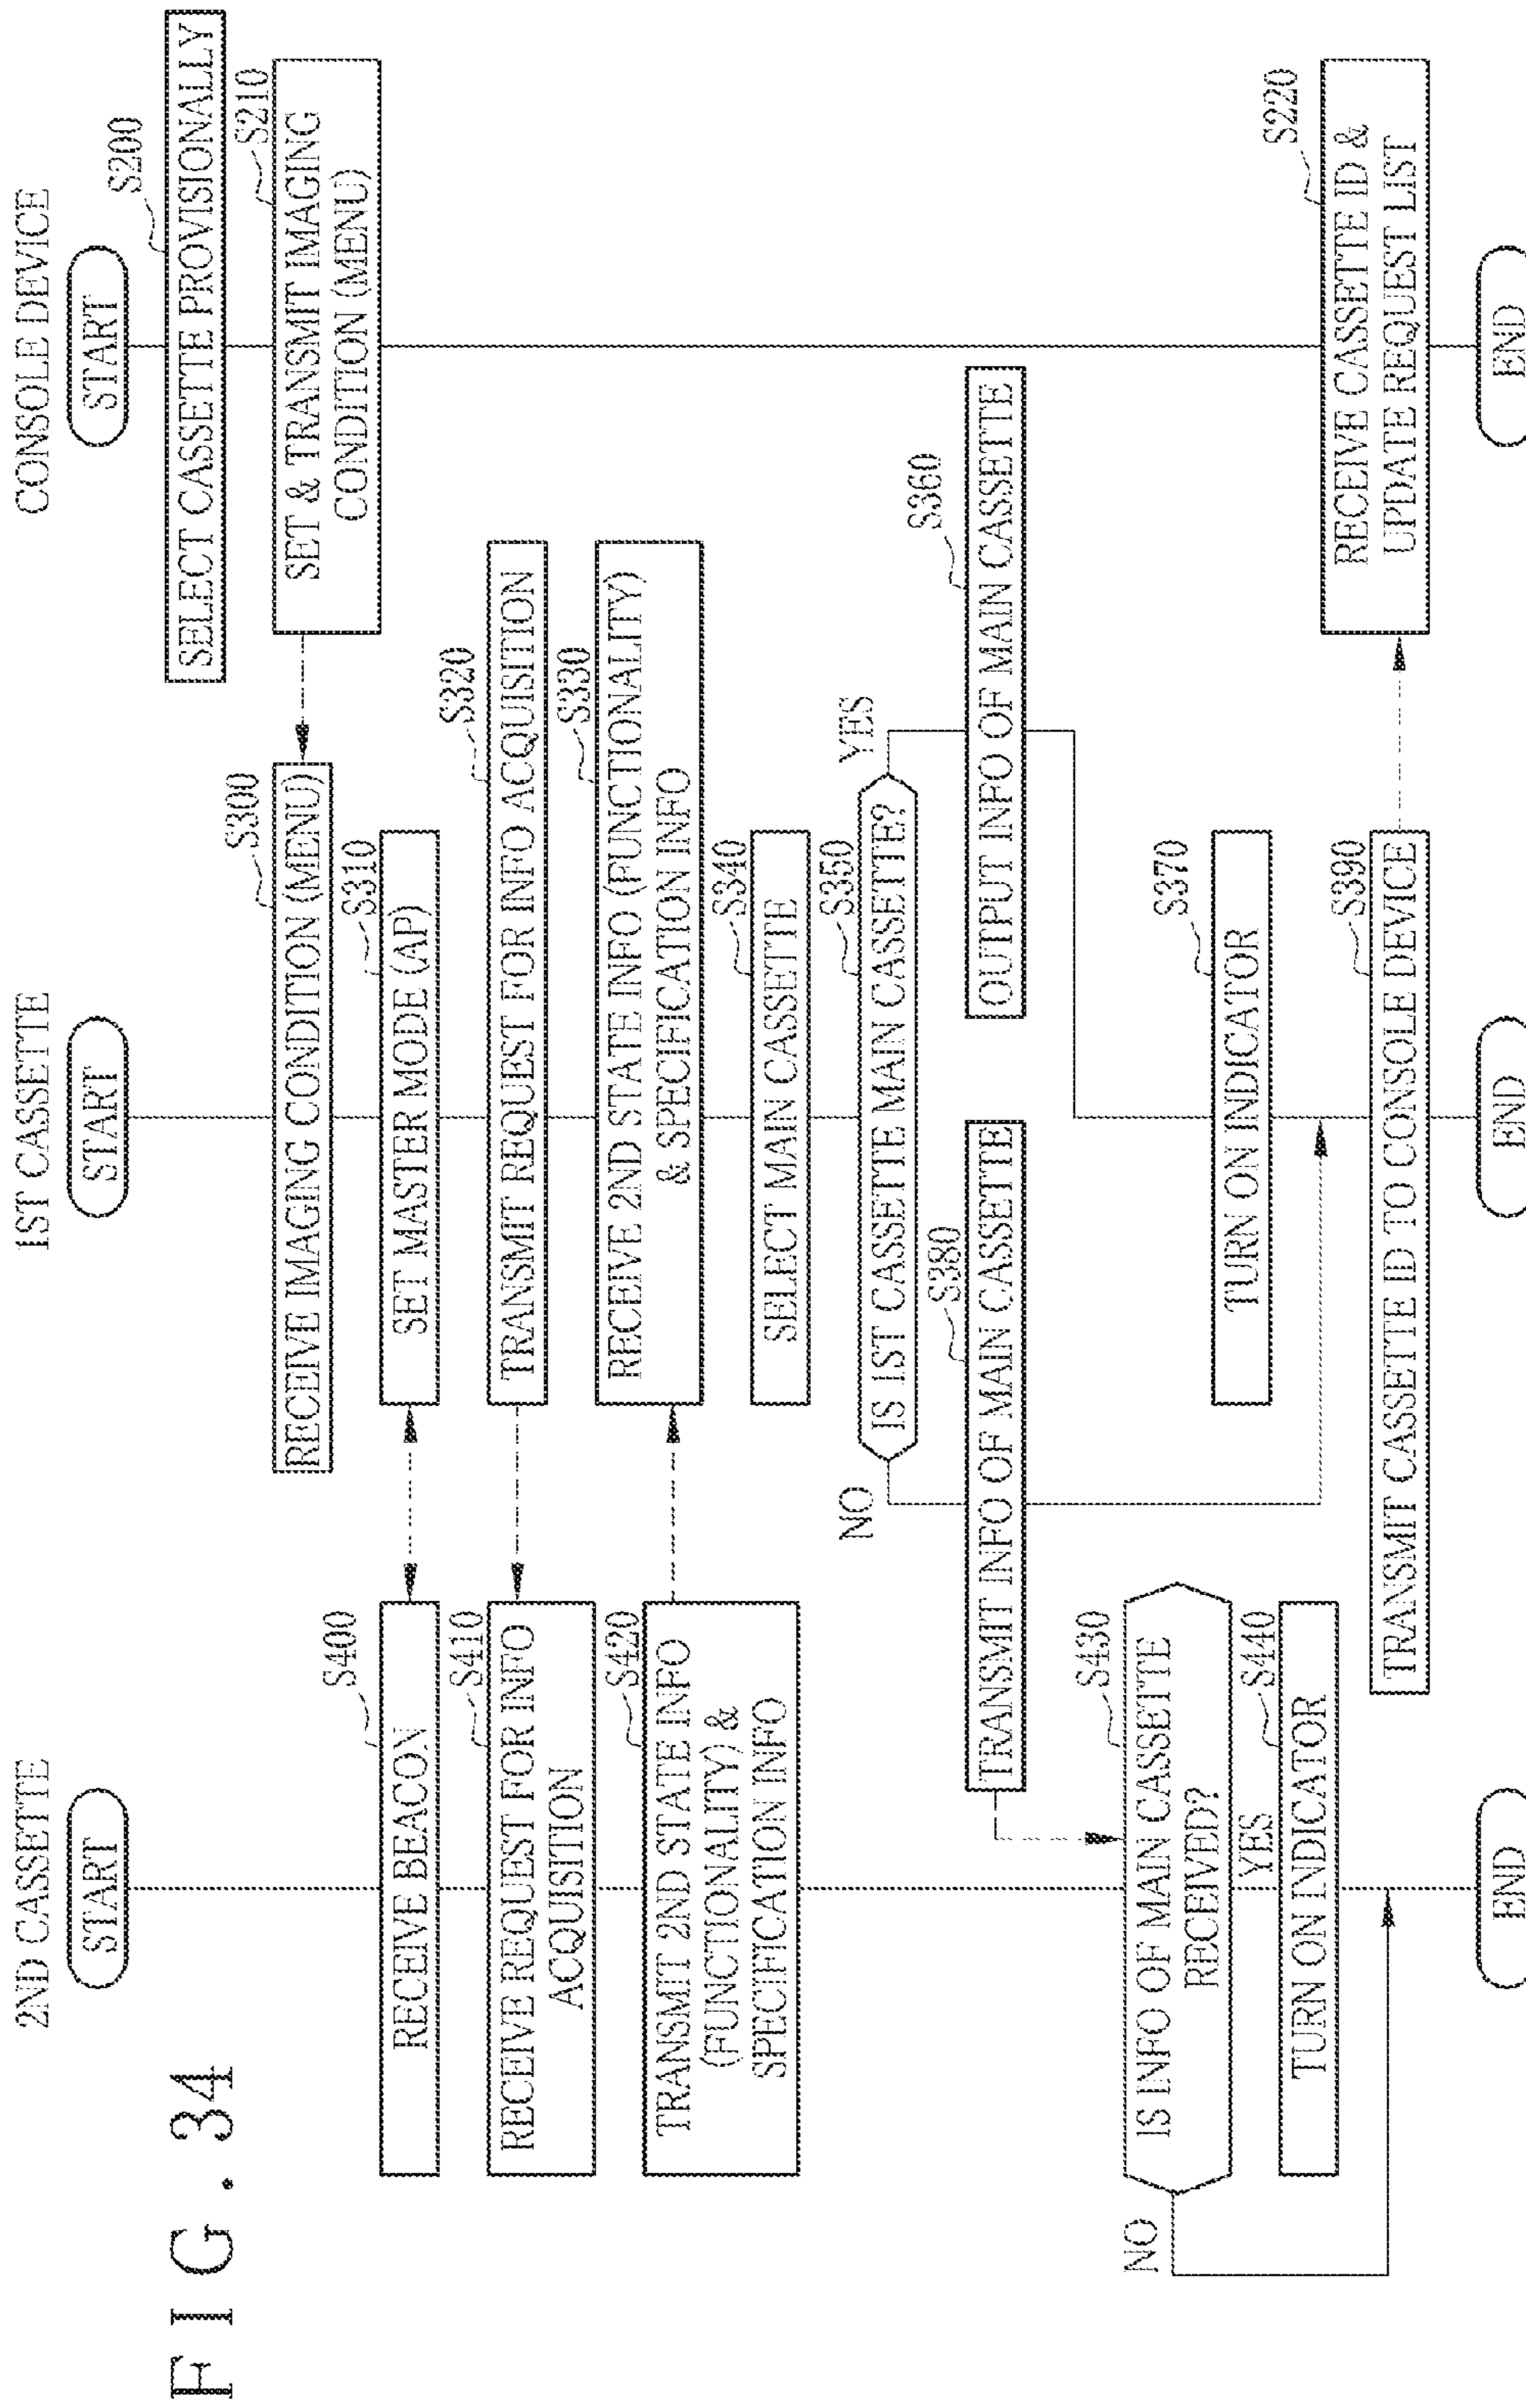 FIG. 34
2ND CASSETTE
START
S400
RECEIVE BEACON
S410
RECEIVE REQUEST FOR INFO
ACQUISITION
S420
TRANSMIT 2ND STATE INFO
(FUNCTIONALITY) &
SPECIFICATION INFO
S430
IS INFO OF MAIN CASSETTE
RECEIVED?
NO
YES
S440
TURN ON INDICATOR
END
1ST CASSETTE
START
S300
RECEIVE IMAGING CONDITION (MENU)
S310
SET MASTER MODE (AP)
S320
TRANSMIT REQUEST FOR INFO ACQUISITION
S330
RECEIVE 2ND STATE INFO (FUNCTIONALITY)
& SPECIFICATION INFO
S340
SELECT MAIN CASSETTE
S350
IS 1ST CASSETTE MAIN CASSETTE?
NO
YES
S380
TRANSMIT INFO OF MAIN CASSETTE
S360
OUTPUT INFO OF MAIN CASSETTE
S370
TURN ON INDICATOR
S390
TRANSMIT CASSETTE ID TO CONSOLE DEVICE
END
CONSOLE DEVICE
START
S200
SELECT CASSETTE PROVISIONALLY
S210
SET & TRANSMIT IMAGING
CONDITION (MENU)
S220
RECEIVE CASSETTE ID &
UPDATE REQUEST LIST
END